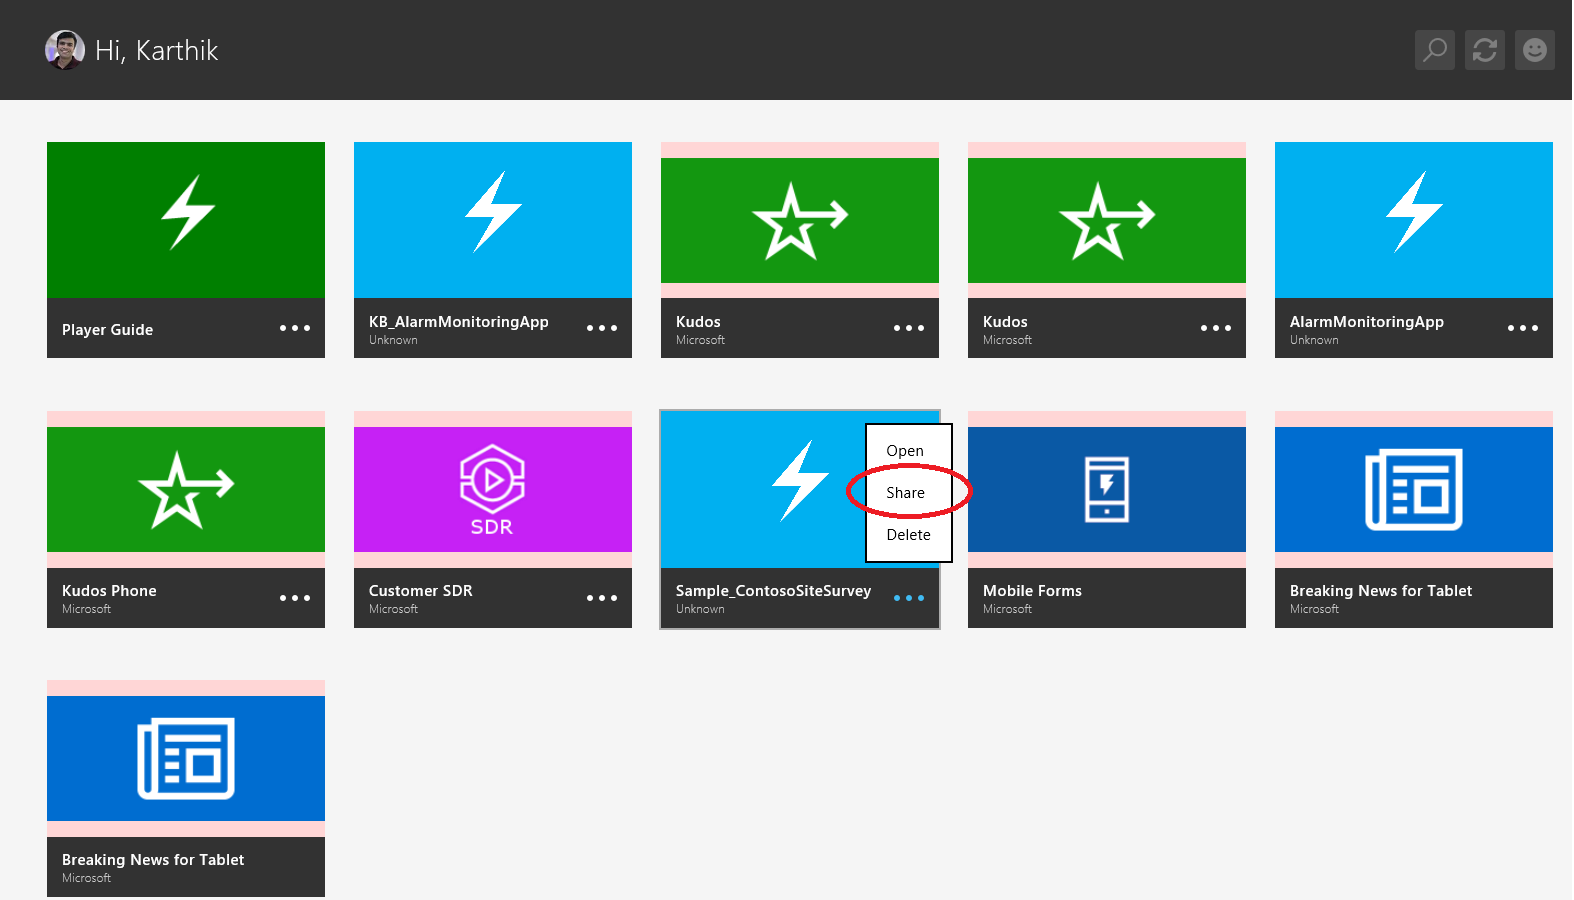 Hi, Karthik
Player Guide
KB_AlarmMonitoringApp
Unknown
Kudos
Microsoft
Kudos
Microsoft
AlarmMonitoringApp
Unknown
Kudos Phone
Microsoft
SDR
Customer SDR
Microsoft
Open
Share
Delete
Sample_ContosoSiteSurvey
Unknown
Mobile Forms
Microsoft
Breaking News for Tablet
Microsoft
Breaking News for Tablet
Microsoft